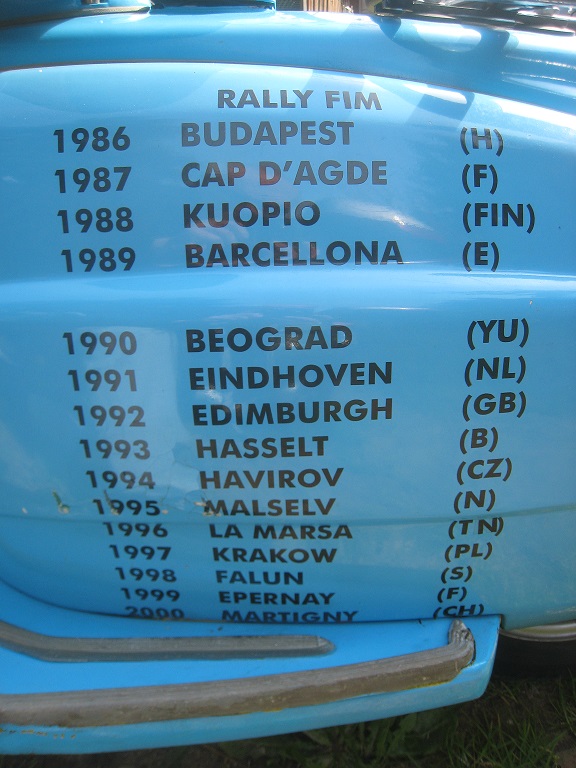 RALLY FIM
1986 BUDAPEST (H)
1987 CAP D'AGDE (F)
1988 KUOPIO (FIN)
1989 BARCELLONA (E)
1990 BEOGRAD (YU)
1991 EINDHOVEN (NL)
1992 EDIMBURGH (GB)
1993 HASSELT (B)
1994 HAVIROV (CZ)
1995 MALSELV (N)
1996 LA MARSA (TN)
1997 KRAKOW (PL)
1998 FALUN (S)
1999 EPERNAY (F)
2000 MARTIGNY (CH)